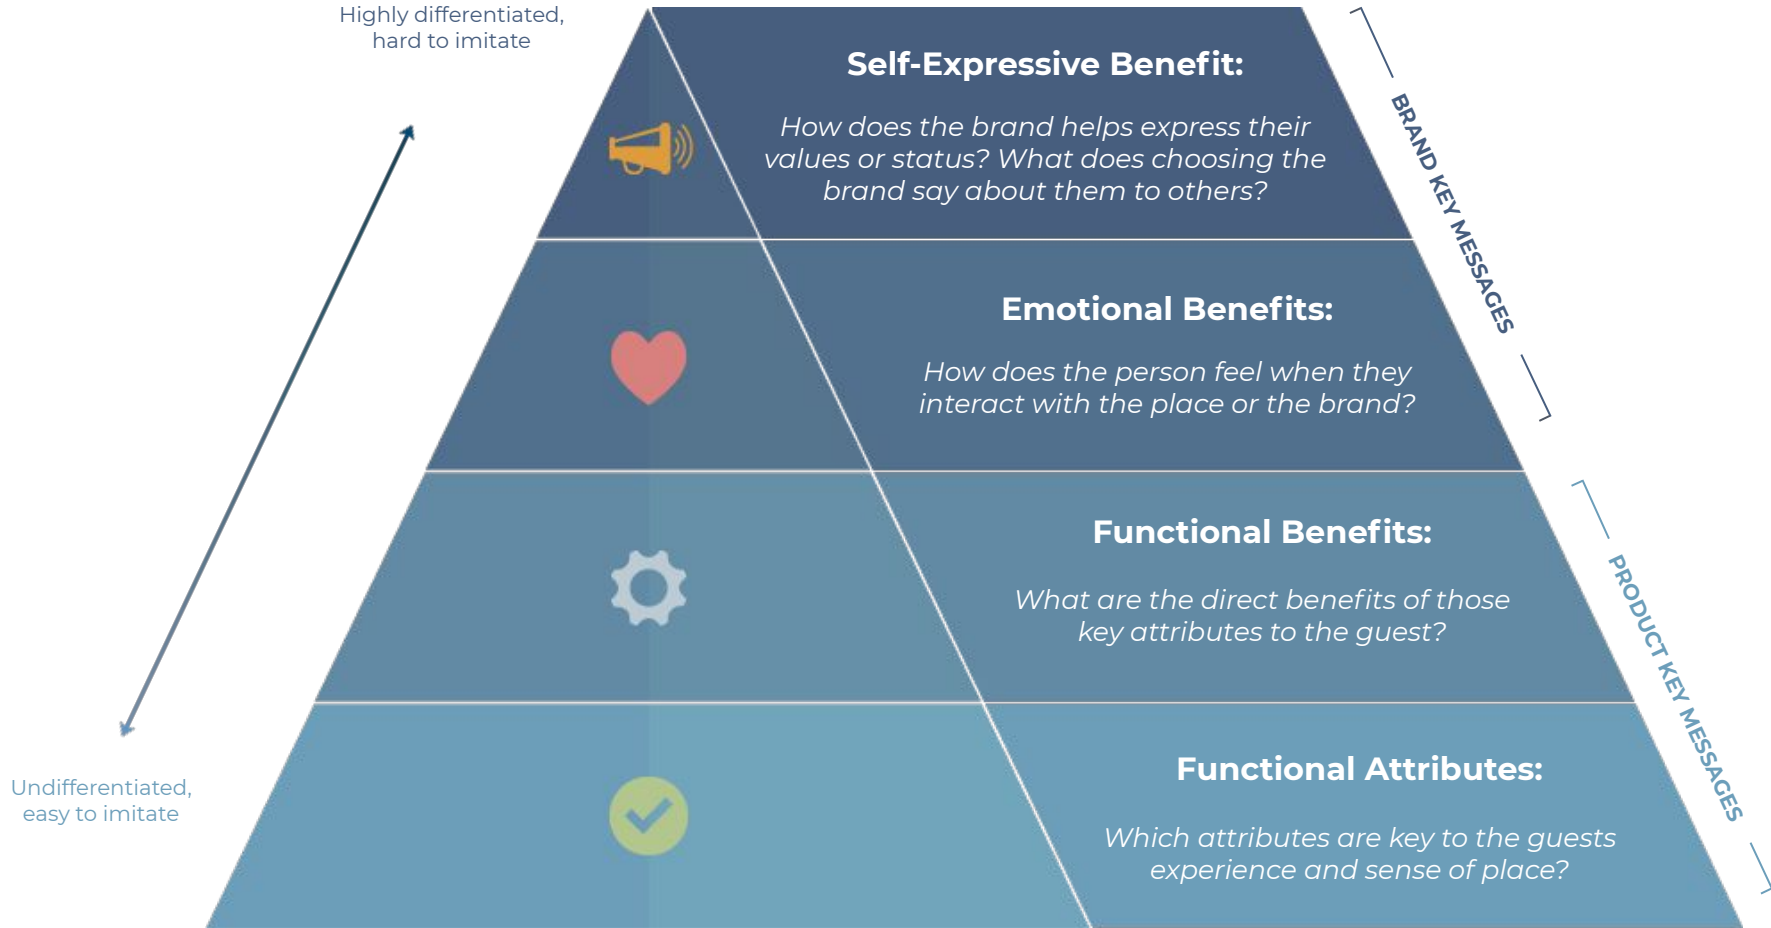 Highly differentiated,
hard to imitate
Self-Expressive Benefit:
How does the brand helps express their
values or status? What does choosing the
brand say about them to others?
BRAND KEY MESSAGES
Emotional Benefits:
How does the person feel when they
interact with the place or the brand?
Functional Benefits:
What are the direct benefits of those
key attributes to the guest?
PRODUCT KEY MESSAGES
Undifferentiated,
easy to imitate
Functional Attributes:
Which attributes are key to the guests
experience and sense of place?